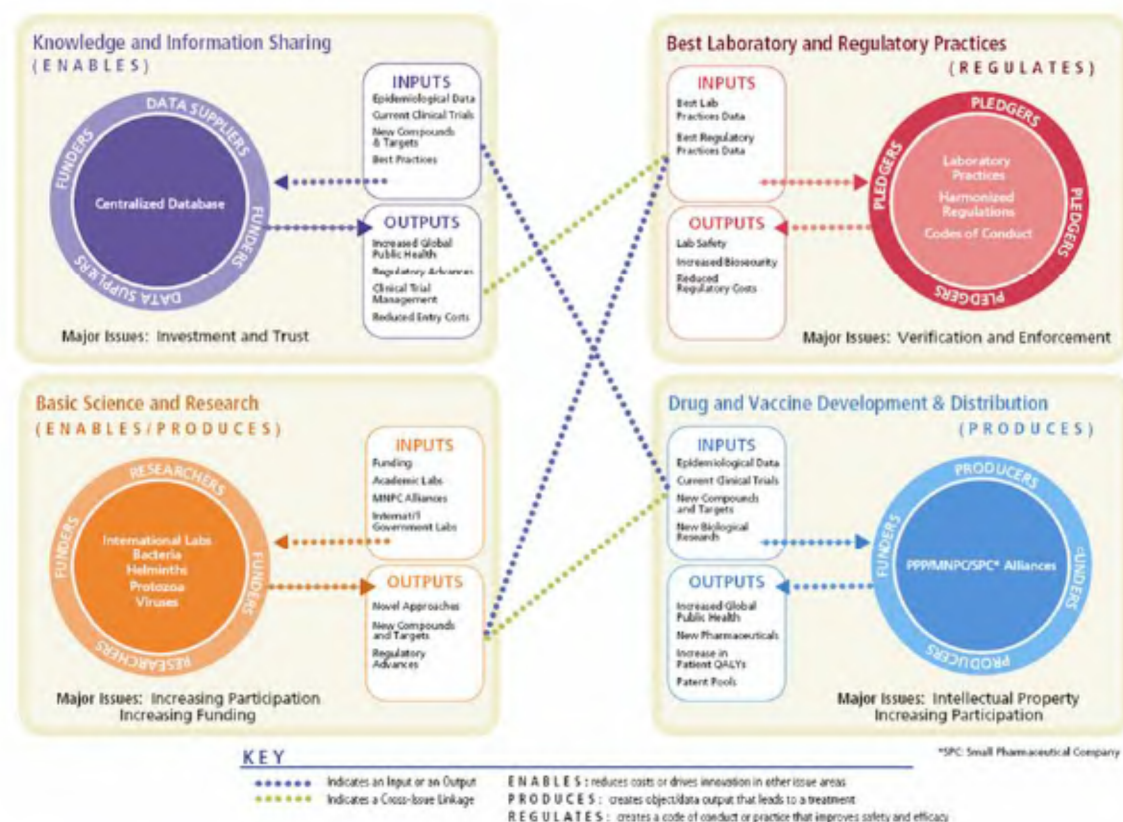 Knowledge and Information Sharing
(ENABLES)
DATA SUPPLIERS
FUNDERS
FUNDERS
DATA SUPPLIERS
Centralized Database
INPUTS
Epidemiological Data
Current Clinical Trials
New Compounds
& Targets
Best Practices
OUTPUTS
Increased Global
Public Health
Regulatory Advances
Clinical Trial
Management
Reduced Entry Costs
Major Issues: Investment and Trust
Best Laboratory and Regulatory Practices
(REGULATES)
INPUTS
Best Lab
Practices Data
Best Regulatory
Practices Data
OUTPUTS
Lab Safety
Increased Biosecurity
Reduced
Regulatory Costs
PLEDGERS
PLEDGERS
PLEDGERS
PLEDGERS
Laboratory
Practices
Harmonized
Regulations
Codes of Conduct
Major Issues: Verification and Enforcement
Basic Science and Research
(ENABLES/PRODUCES)
RESEARCHERS
FUNDERS
FUNDERS
RESEARCHERS
International Labs
Bacteria
Helminths
Protozoa
Viruses
INPUTS
Funding
Academic Labs
MNPC Alliances
Internat'l
Government Labs
OUTPUTS
Novel Approaches
New Compounds
and Targets
Regulatory
Advances
Major Issues: Increasing Participation
Increasing Funding
Drug and Vaccine Development & Distribution
(PRODUCES)
INPUTS
Epidemiological Data
Current Clinical Trials
New Compounds
and Targets
New Biological
Research
OUTPUTS
Increased Global
Public Health
New Pharmaceuticals
Increase in
Patient QALYs
Patent Pools
PRODUCERS
FUNDERS
FUNDERS
PRODUCERS
PPP/MNPC/SPC* Alliances
Major Issues: Intellectual Property
Increasing Participation
*SPC: Small Pharmaceutical Company
KEY
Indicates an Input or an Output
Indicates a Cross-Issue Linkage
ENABLES: reduces costs or drives innovation in other issue areas
PRODUCES: creates object/data output that leads to a treatment
REGULATES: creates a code of conduct or practice that improves safety and efficacy